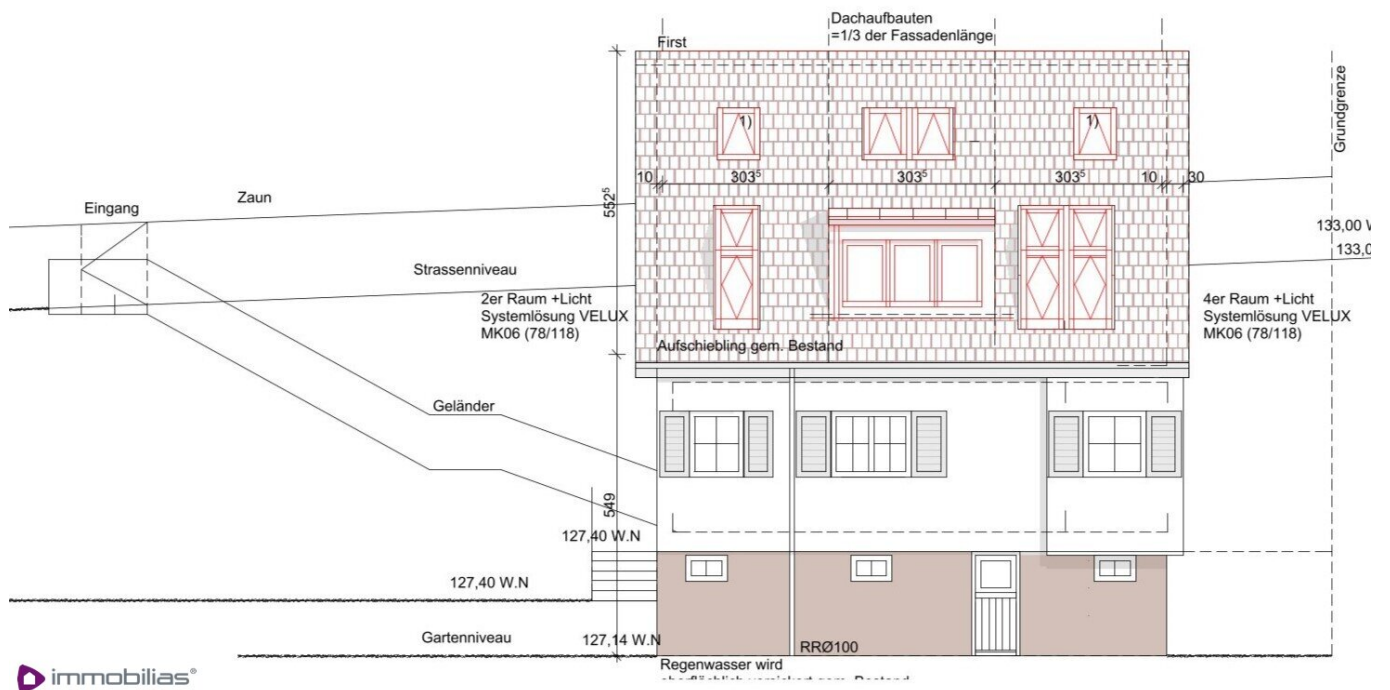 Dachaufbauten
=1/3 der Fassadenlänge
First
Grundgrenze
1)
1)
10
303⁵
303⁵
303⁵
10
30
552⁵
Eingang
Zaun
133,00
133,0
Strassenniveau
2er Raum +Licht
Systemlösung VELUX
MK06 (78/118)
4er Raum +Licht
Systemlösung VELUX
MK06 (78/118)
Aufschiebling gem. Bestand
Geländer
549
127,40 W.N
127,40 W.N
Gartenniveau
127,14 W.N
RRØ100
Regenwasser wird
immobilias®